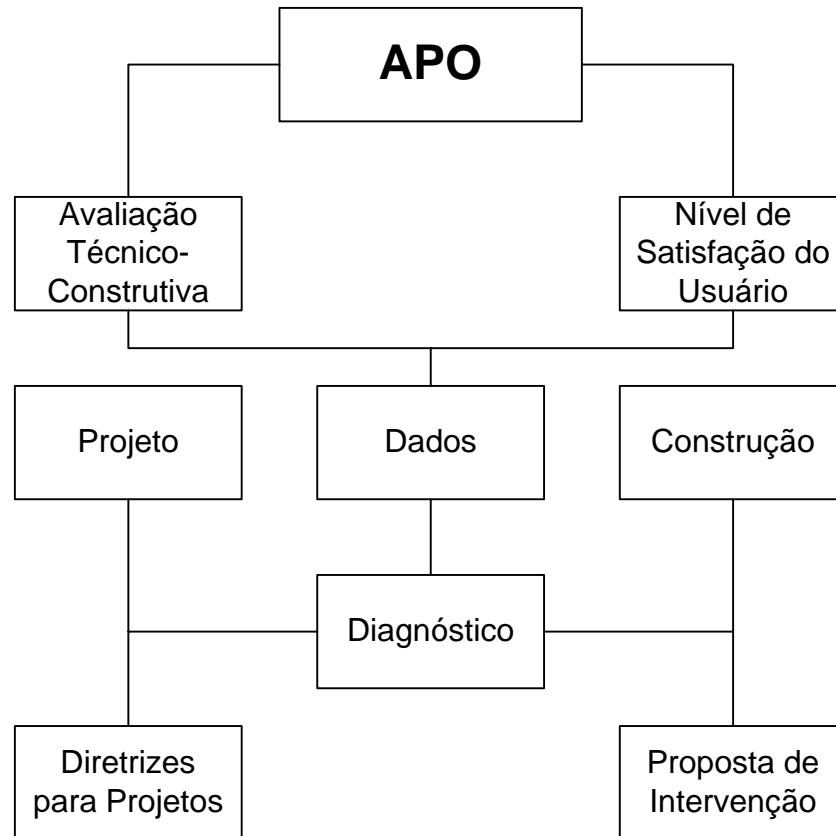 APO
Avaliação
Técnico-
Construtiva
Nível de
Satisfação do
Usuário
Projeto
Dados
Construção
Diagnóstico
Diretrizes
para Projetos
Proposta de
Intervenção